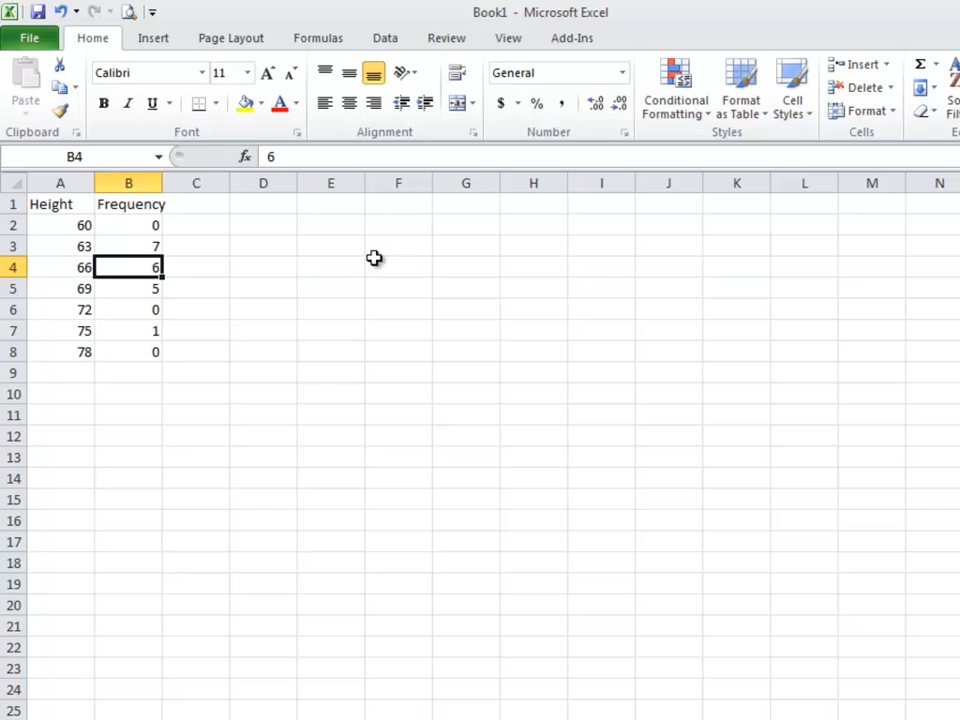 Book1 - Microsoft Excel
File Home Insert Page Layout Formulas Data Review View Add-Ins
Calibri 11 A A General Σ
Paste B I U A $ % , .0 .00 .00 .0 Conditional Formatting Format as Table Cell Styles Insert Delete Format
Clipboard Font Alignment Number Styles Cells
B4 fx 6
A B C D E F G H I J K L M N
1 Height Frequency
2 60 0
3 63 7
4 66 6
5 69 5
6 72 0
7 75 1
8 78 0
9
10
11
12
13
14
15
16
17
18
19
20
21
22
23
24
25